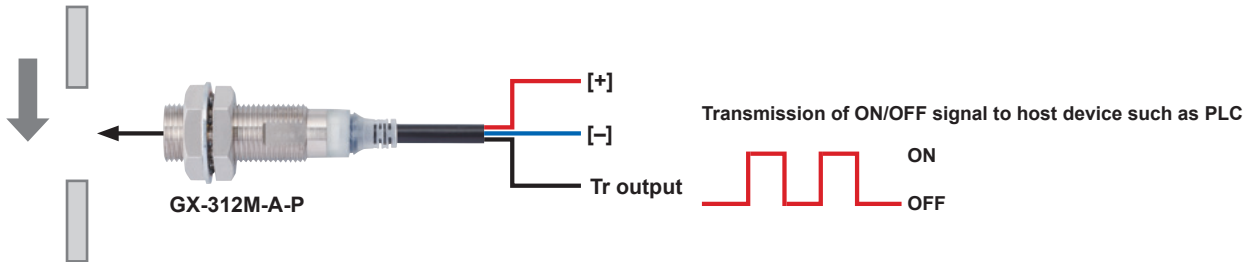 [+]
Transmission of ON/OFF signal to host device such as PLC
[–]
ON
Tr output
GX-312M-A-P
OFF